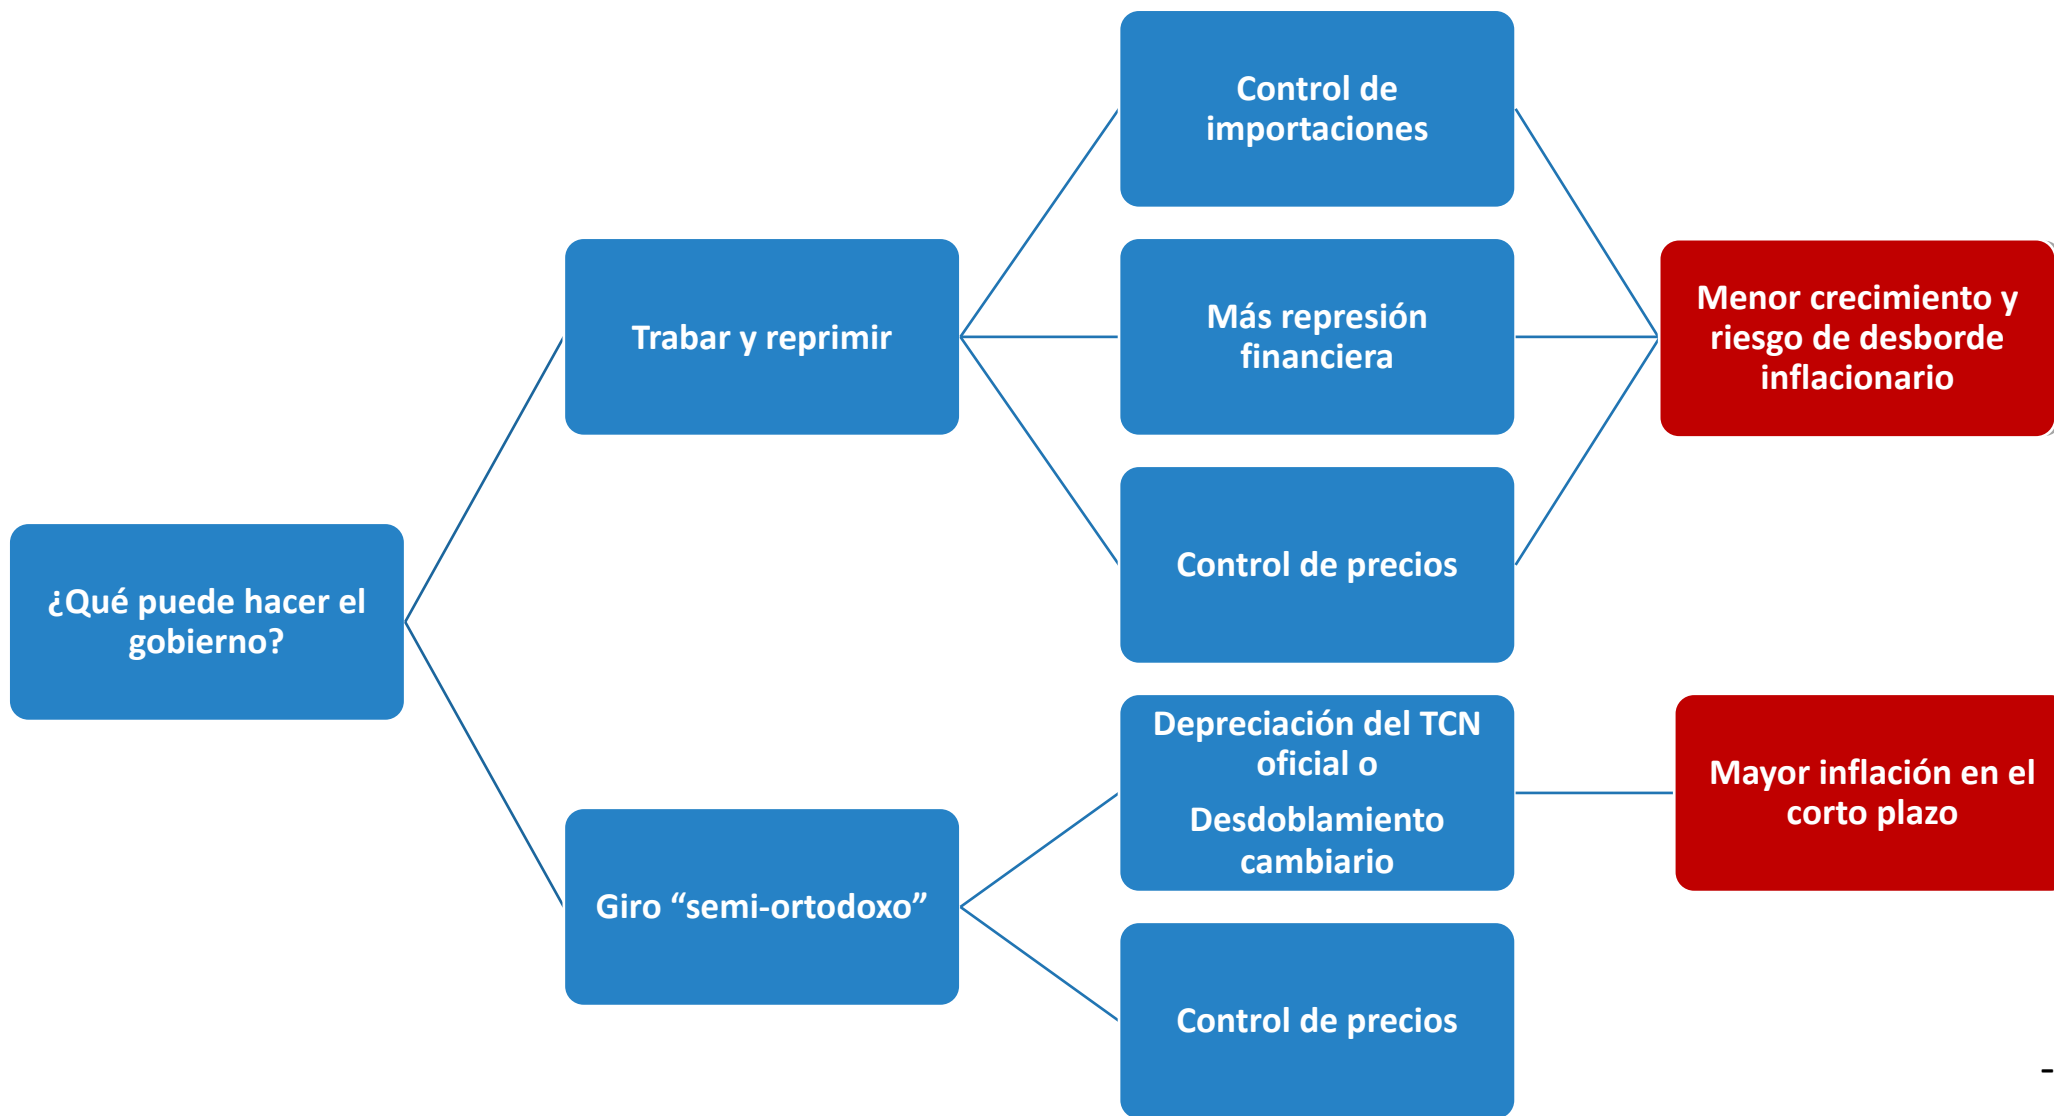 Control de
importaciones
Trabar y reprimir
Más represión
financiera
Menor crecimiento y
riesgo de desborde
inflacionario
Control de precios
¿Qué puede hacer el
gobierno?
Depreciación del TCN
oficial o
Desdoblamiento
cambiario
Mayor inflación en el
corto plazo
Giro “semi-ortodoxo”
Control de precios
-